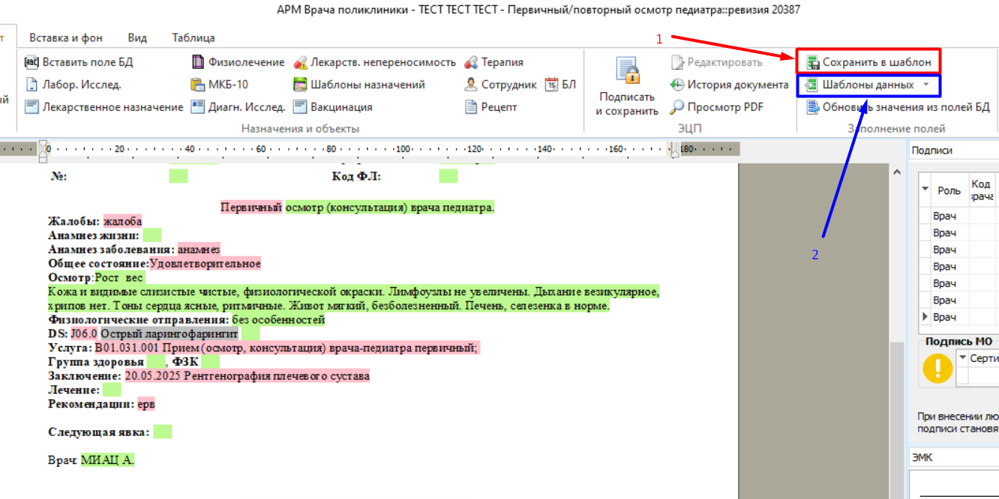 АРМ Врача поликлиники - ТЕСТ ТЕСТ ТЕСТ - Первичный/повторный осмотр педиатра::ревизия 20387
т Вставка и фон Вид Таблица
1
Вставить поле БД Физиолечение Лекарств. непереносимость Терапия
Редактировать Сохранить в шаблон
Лабор. Исслед. МКБ-10 Шаблоны назначений Сотрудник 15 БЛ
История документа Шаблоны данных
ый
Лекарственное назначение Диагн. Исслед. Вакцинация Рецепт
Подписать
и сохранить
Просмотр PDF Обновить значения из полей БД
Назначения и объекты ЭЦП Заполнение полей
0 20 40 60 80 100 120 140 160 180
Подписи
№: Код ФЛ:
Роль Код врача
Первичный осмотр (консультация) врача педиатра.
Жалобы: жалоба
Анамнез жизни:
Анамнез заболевания: анамнез
Общее состояние:Удовлетворительное
Осмотр:Рост вес
Кожа и видимые слизистые чистые, физиологической окраски. Лимфоузлы не увеличены. Дыхание везикулярное,
хрипов нет. Тоны сердца ясные, ритмичные. Живот мягкий, безболезненный. Печень, селезенка в норме.
Физиологические отправления: без особенностей
DS: J06.0 Острый ларингофарингит
Услуга: B01.031.001 Прием (осмотр, консультация) врача-педиатра первичный;
Группа здоровья , ФЗК
Заключение: 20.05.2025 Рентгенография плечевого сустава
Лечение:
Рекомендации: ерв
Следующая явка:
Врач: МИАЦ А.
2
Врач
Врач
Врач
Врач
Врач
Врач
Врач
Подпись МО
Серти
При внесении лю
подписи становя
ЭМК